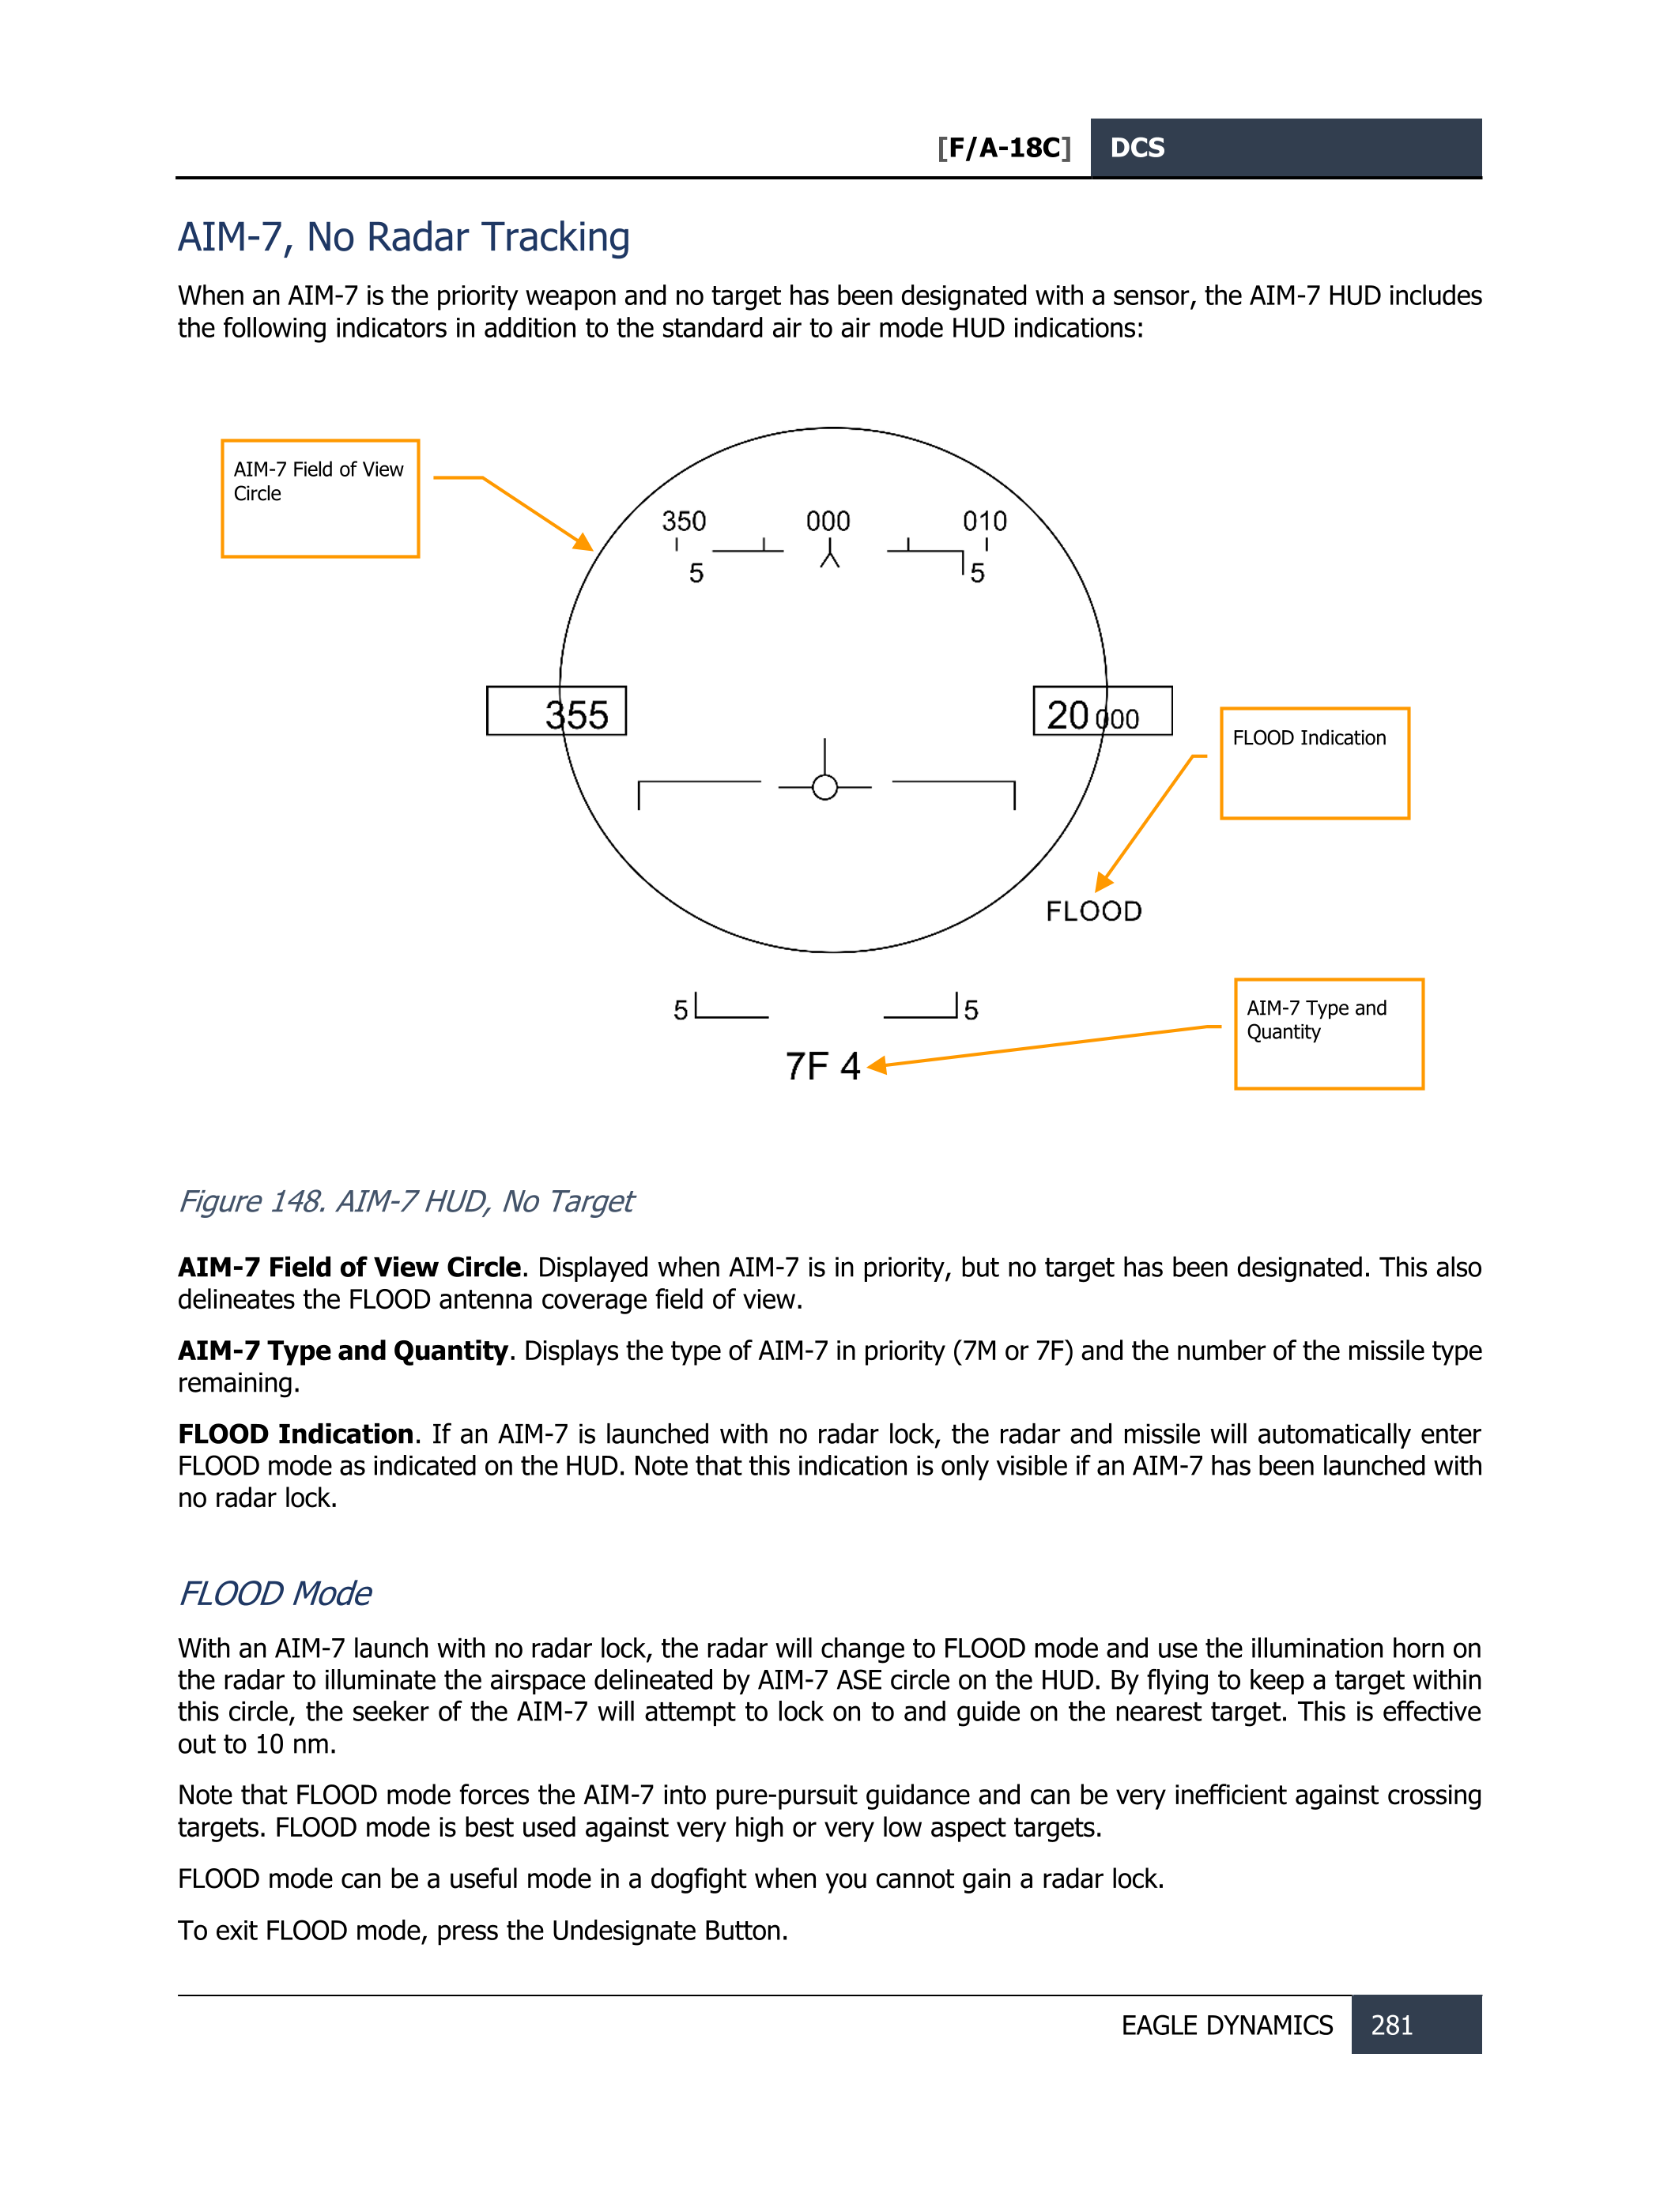 [F/A-18C] DCS
AIM-7, No Radar Tracking
When an AIM-7 is the priority weapon and no target has been designated with a sensor, the AIM-7 HUD includes
the following indicators in addition to the standard air to air mode HUD indications:
AIM-7 Field of View
Circle
350 000 010
5 5
355
20 000
FLOOD Indication
FLOOD
5 5
AIM-7 Type and
Quantity
7F 4
Figure 148. AIM-7 HUD, No Target
AIM-7 Field of View Circle. Displayed when AIM-7 is in priority, but no target has been designated. This also
delineates the FLOOD antenna coverage field of view.
AIM-7 Type and Quantity. Displays the type of AIM-7 in priority (7M or 7F) and the number of the missile type
remaining.
FLOOD Indication. If an AIM-7 is launched with no radar lock, the radar and missile will automatically enter
FLOOD mode as indicated on the HUD. Note that this indication is only visible if an AIM-7 has been launched with
no radar lock.
FLOOD Mode
With an AIM-7 launch with no radar lock, the radar will change to FLOOD mode and use the illumination horn on
the radar to illuminate the airspace delineated by AIM-7 ASE circle on the HUD. By flying to keep a target within
this circle, the seeker of the AIM-7 will attempt to lock on to and guide on the nearest target. This is effective
out to 10 nm.
Note that FLOOD mode forces the AIM-7 into pure-pursuit guidance and can be very inefficient against crossing
targets. FLOOD mode is best used against very high or very low aspect targets.
FLOOD mode can be a useful mode in a dogfight when you cannot gain a radar lock.
To exit FLOOD mode, press the Undesignate Button.
EAGLE DYNAMICS 281